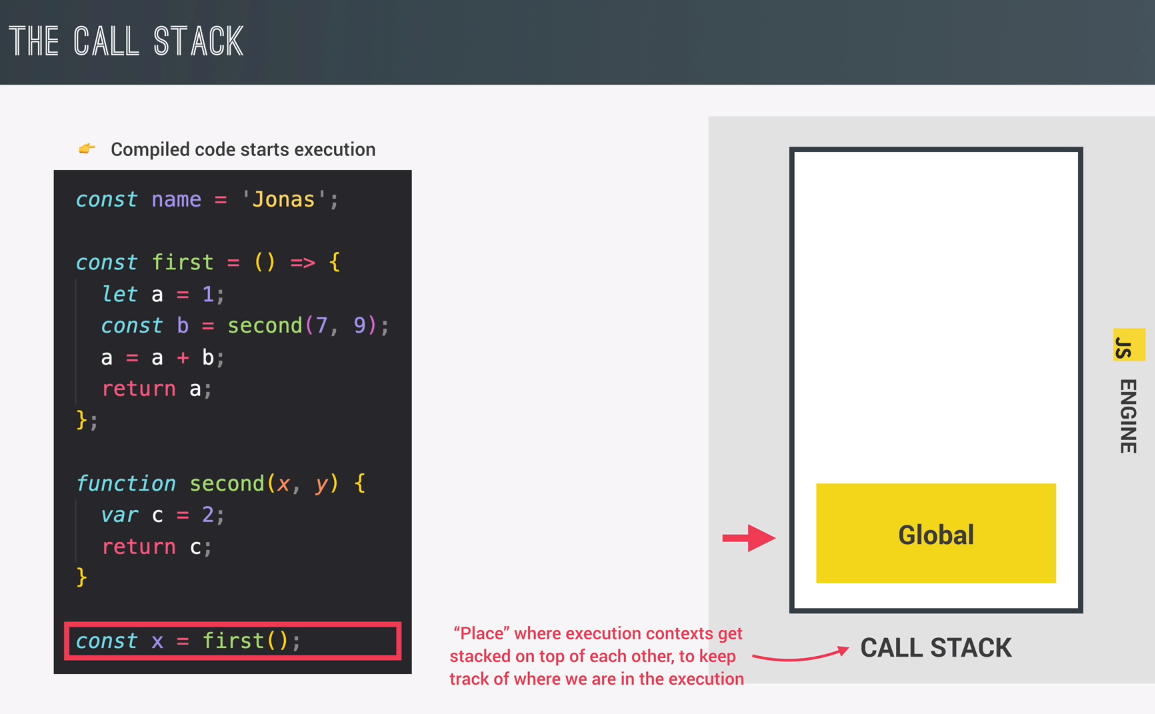 THE CALL STACK
👉 Compiled code starts execution
const name = 'Jonas';
const first = () => {
let a = 1;
const b = second(7, 9);
a = a + b;
return a;
};
function second(x, y) {
var c = 2;
return c;
}
const x = first();
Global
CALL STACK
“Place” where execution contexts get
stacked on top of each other, to keep
track of where we are in the execution
JS ENGINE